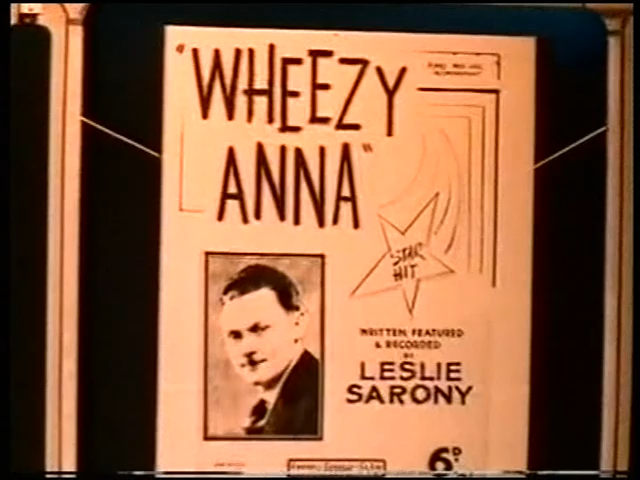 "WHEEZY
ANNA"
STAR
HIT
WRITTEN, FEATURED
& RECORDED
BY
LESLIE
SARONY
6D.